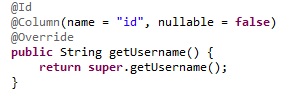 @Id
@Column(name = "id", nullable = false)
@Override
public String getUsername() {
    return super.getUsername();
}